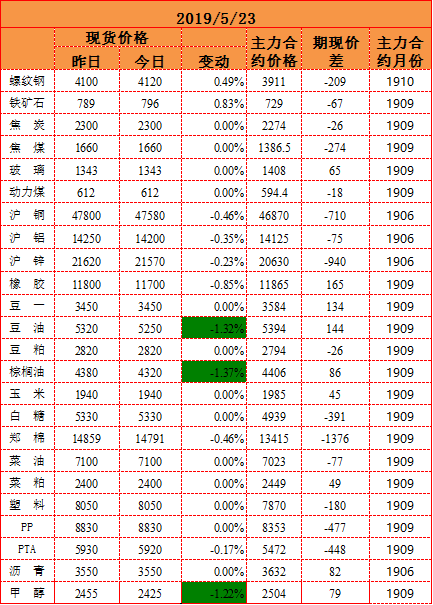 2019/5/23
现货价格 主力合约价格 期现价差 主力合约月份
昨日 今日 变动
螺纹钢 4100 4120 0.49% 3911 -209 1910
铁矿石 789 796 0.83% 729 -67 1909
焦 炭 2300 2300 0.00% 2274 -26 1909
焦 煤 1660 1660 0.00% 1386.5 -274 1909
玻 璃 1343 1343 0.00% 1408 65 1909
动力煤 612 612 0.00% 594.4 -18 1909
沪 铜 47800 47580 -0.46% 46870 -710 1906
沪 铝 14250 14200 -0.35% 14125 -75 1906
沪 锌 21620 21570 -0.23% 20630 -940 1906
橡 胶 11800 11700 -0.85% 11865 165 1909
豆 一 3450 3450 0.00% 3584 134 1909
豆 油 5320 5250 -1.32% 5394 144 1909
豆 粕 2820 2820 0.00% 2794 -26 1909
棕榈油 4380 4320 -1.37% 4406 86 1909
玉 米 1940 1940 0.00% 1985 45 1909
白 糖 5330 5330 0.00% 4939 -391 1909
郑 棉 14859 14791 -0.46% 13415 -1376 1909
菜 油 7100 7100 0.00% 7023 -77 1909
菜 粕 2400 2400 0.00% 2449 49 1909
塑 料 8050 8050 0.00% 7870 -180 1909
PP 8830 8830 0.00% 8353 -477 1909
PTA 5930 5920 -0.17% 5472 -448 1909
沥 青 3550 3550 0.00% 3632 82 1906
甲 醇 2455 2425 -1.22% 2504 79 1909